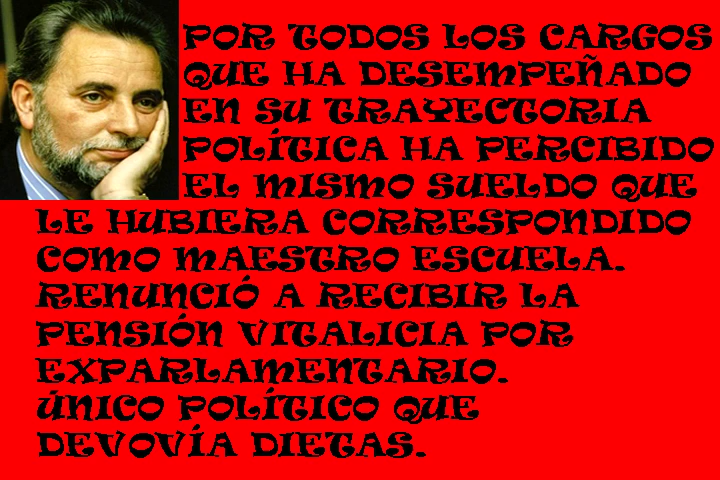 POR TODOS LOS CARGOS
QUE HA DESEMPEÑADO
EN SU TRAYECTORIA
POLÍTICA HA PERCIBIDO
EL MISMO SUELDO QUE
LE HUBIERA CORRESPONDIDO
COMO MAESTRO ESCUELA.
RENUNCIÓ A RECIBIR LA
PENSIÓN VITALICIA POR
EXPARLAMENTARIO.
ÚNICO POLÍTICO QUE
DEVOVÍA DIETAS.